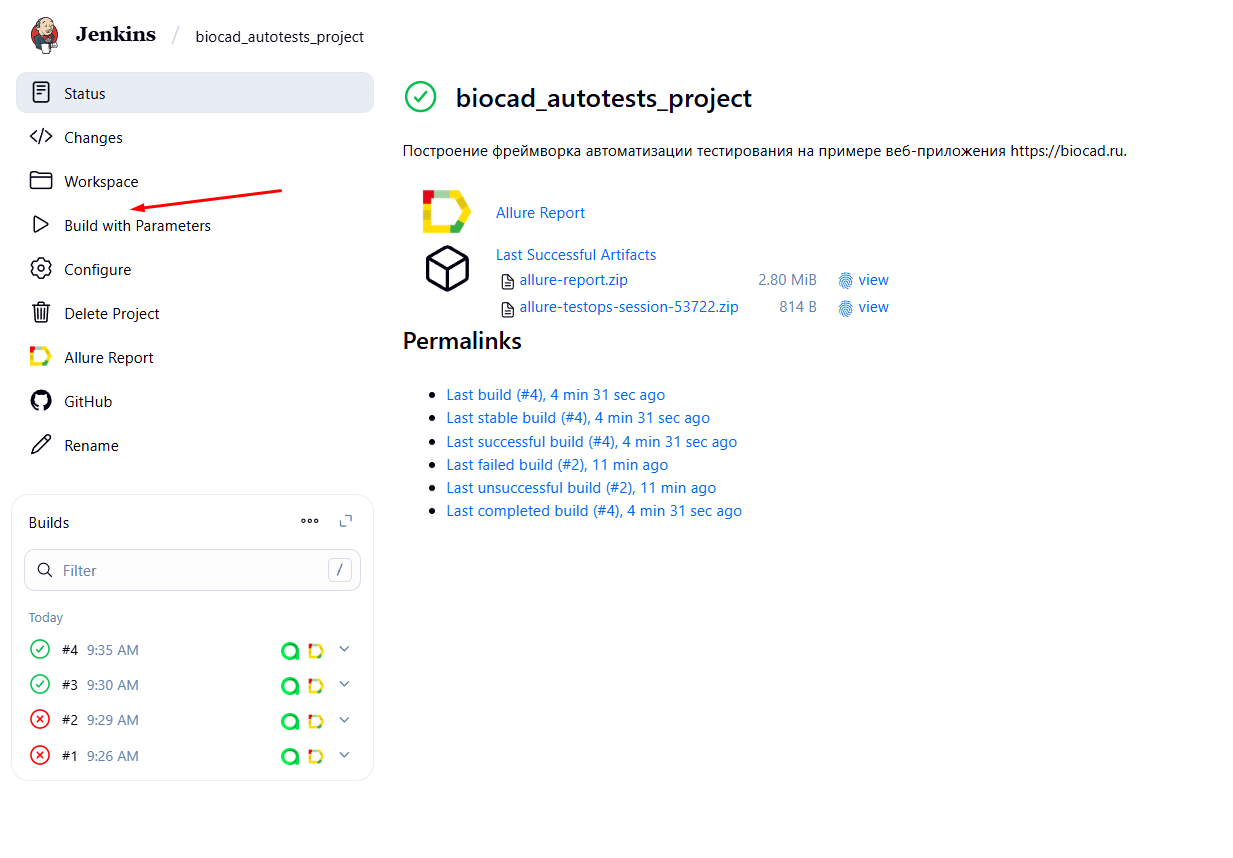 Jenkins / biocad_autotests_project
Status
Changes
Workspace
Build with Parameters
Configure
Delete Project
Allure Report
GitHub
Rename
Builds
Filter /
Today
#4 9:35 AM
#3 9:30 AM
#2 9:29 AM
#1 9:26 AM
biocad_autotests_project
Построение фреймворка автоматизации тестирования на примере веб-приложения https://biocad.ru.
Allure Report
Last Successful Artifacts
allure-report.zip 2.80 MiB view
allure-testops-session-53722.zip 814 B view
Permalinks
Last build (#4), 4 min 31 sec ago
Last stable build (#4), 4 min 31 sec ago
Last successful build (#4), 4 min 31 sec ago
Last failed build (#2), 11 min ago
Last unsuccessful build (#2), 11 min ago
Last completed build (#4), 4 min 31 sec ago